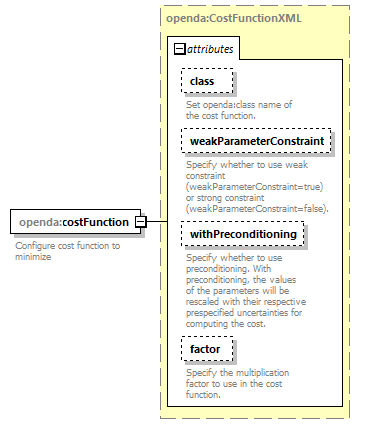 openda:CostFunctionXML
attributes
class
Set openda:class name of
the cost function.
weakParameterConstraint
Specify whether to use weak
constraint
(weakParameterConstraint=true)
or strong constraint
(weakParameterConstraint=false).
openda:costFunction
Configure cost function to
minimize
withPreconditioning
Specify whether to use
preconditioning. With
preconditioning, the values
of the parameters will be
rescaled with their respective
prespecified uncertainties for
computing the cost.
factor
Specify the multiplication
factor to use in the cost
function.